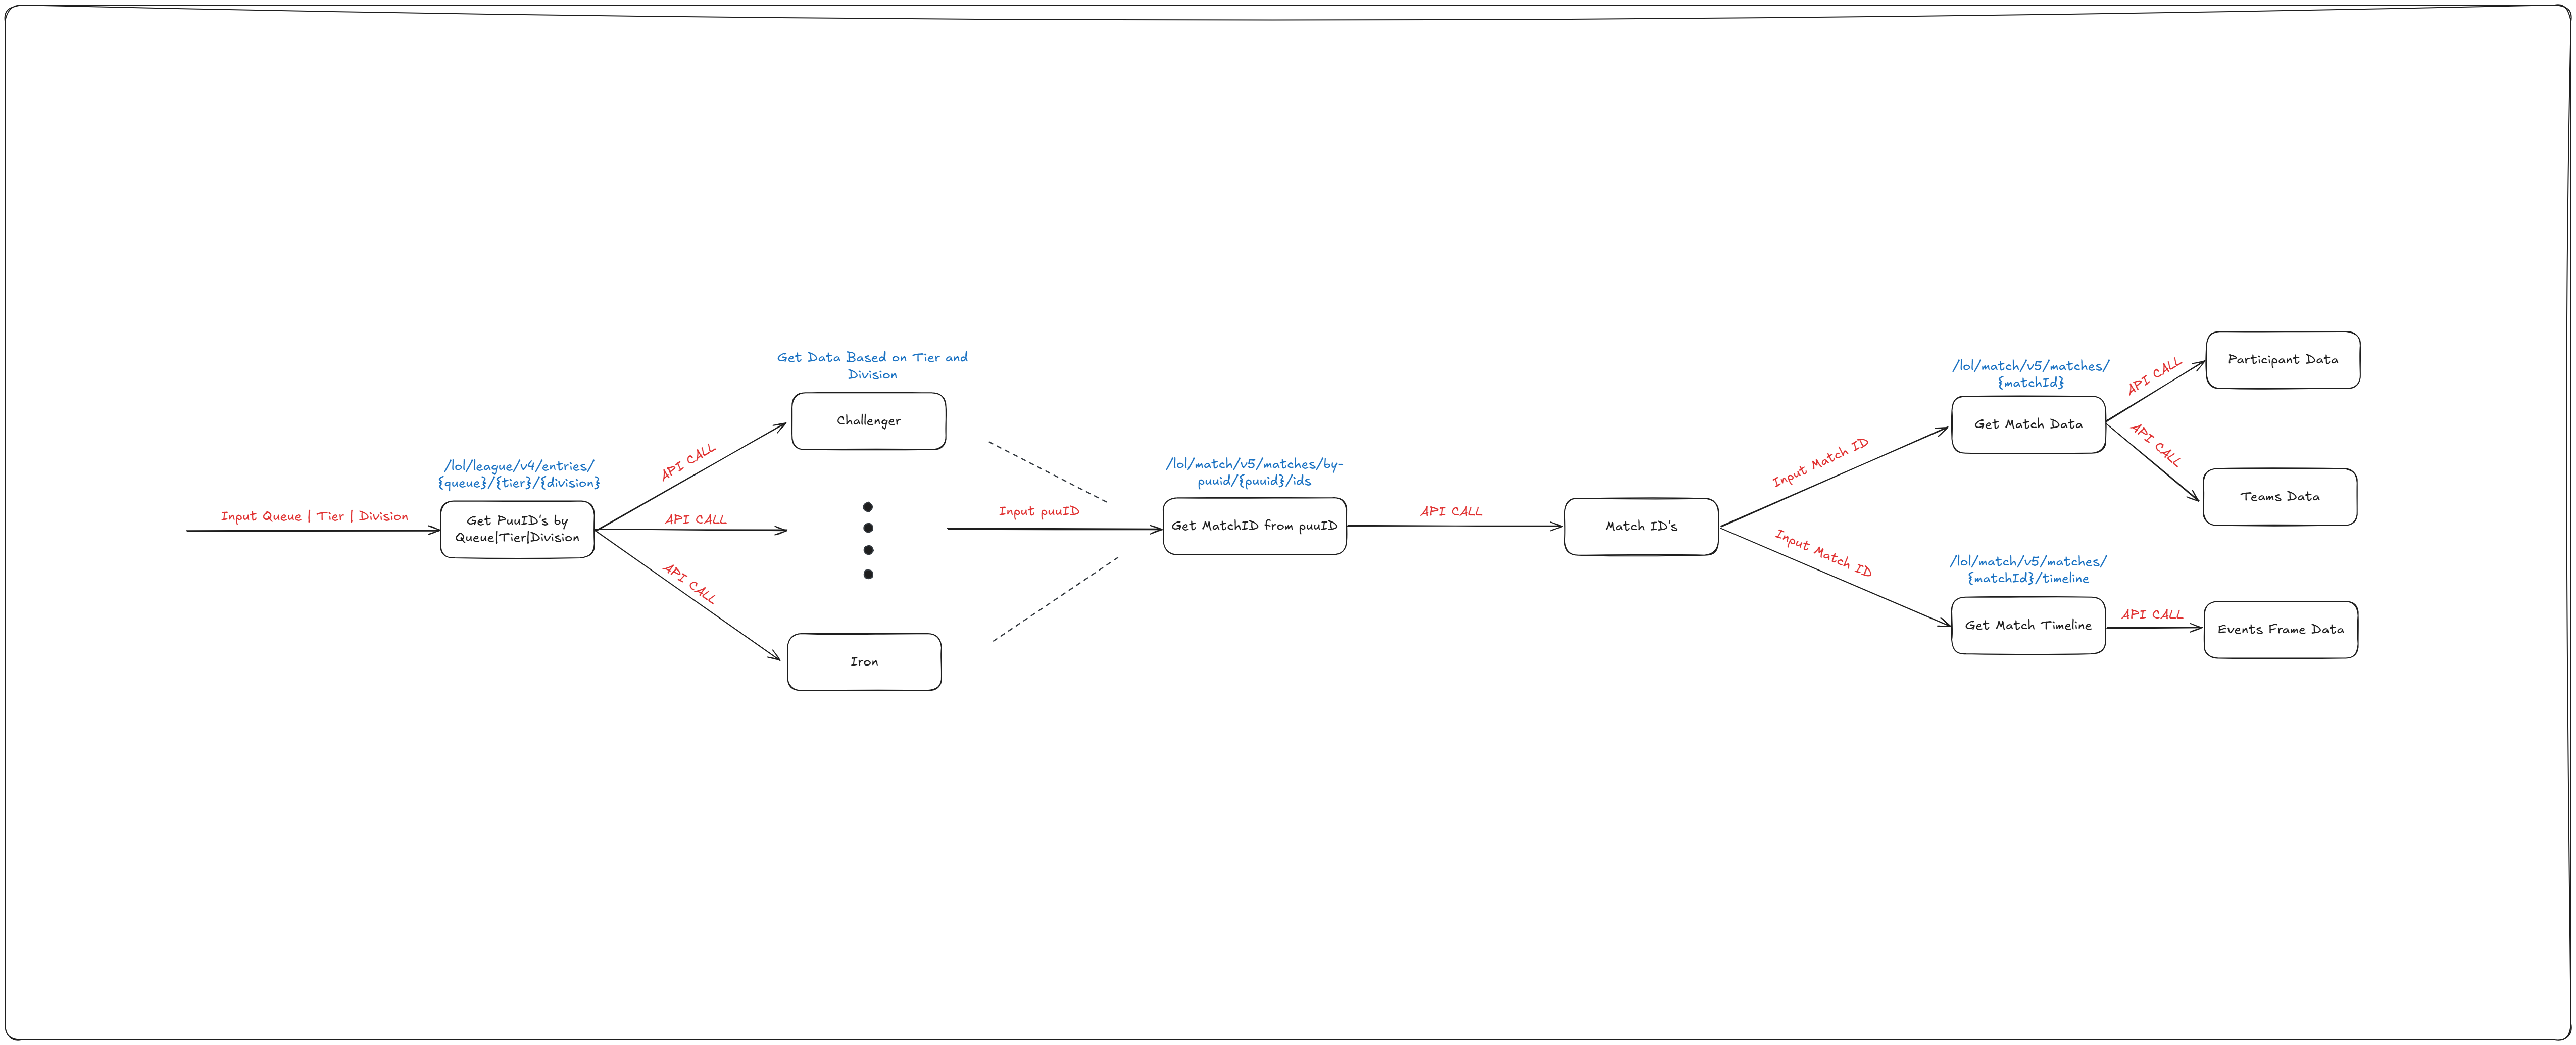 Input Queue | Tier | Division
/lol/league/v4/entries/
{queue}/{tier}/{division}
Get PuuID's by
Queue|Tier|Division
API CALL
API CALL
API CALL
Get Data Based on Tier and
Division
Challenger
Iron
Input puuID
/lol/match/v5/matches/by-
puuid/{puuid}/ids
Get MatchID from puuID
API CALL
Match ID's
Input Match ID
Input Match ID
/lol/match/v5/matches/
{matchId}
Get Match Data
API CALL
API CALL
Participant Data
Teams Data
/lol/match/v5/matches/
{matchId}/timeline
Get Match Timeline
API CALL
Events Frame Data